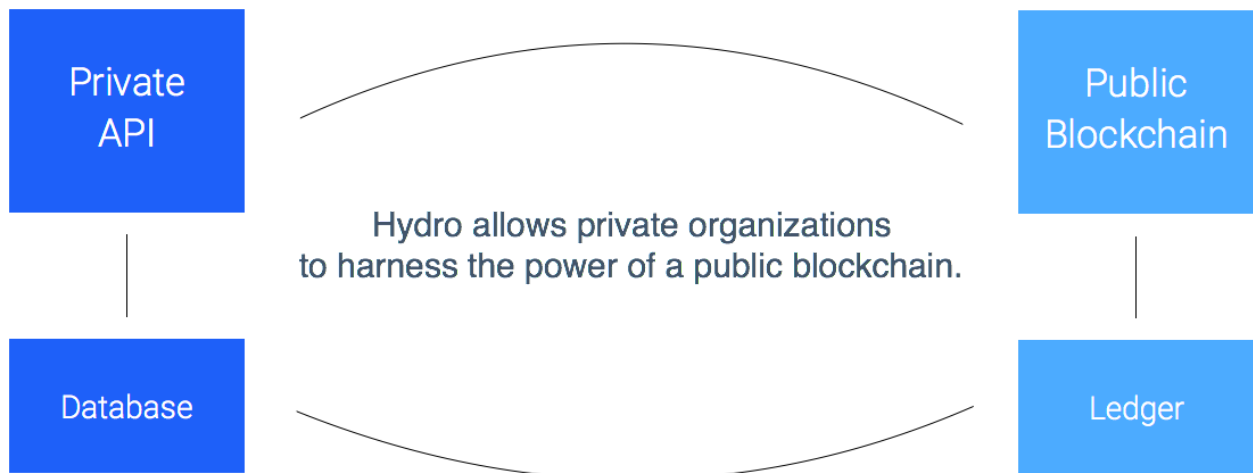 Private
API
Public
Blockchain
Hydro allows private organizations
to harness the power of a public blockchain.
Database
Ledger